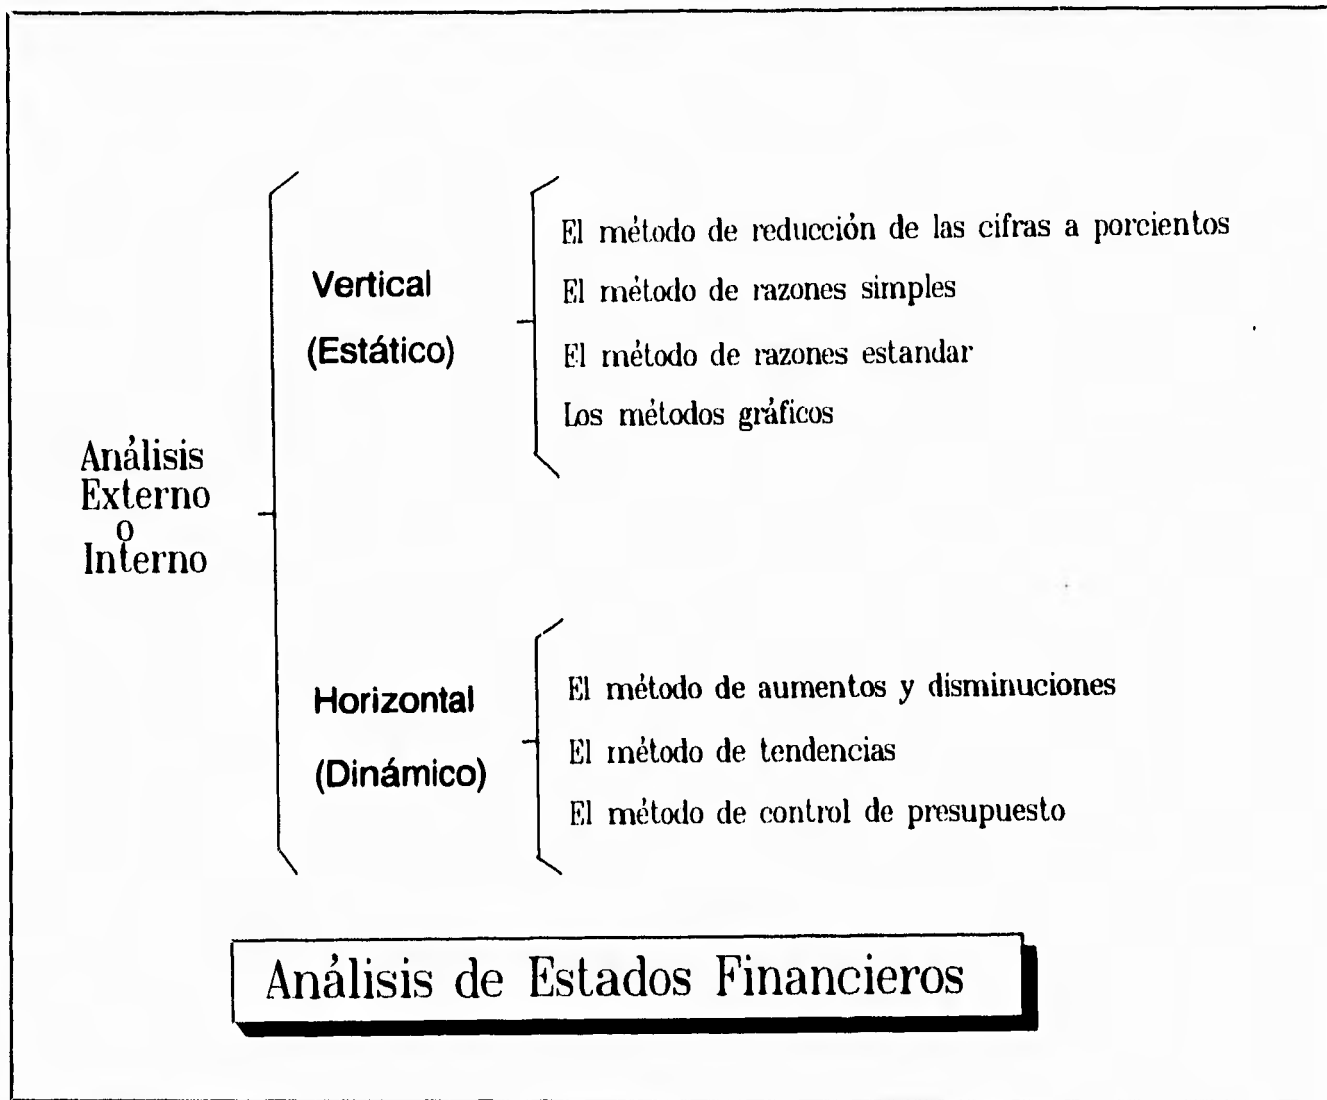 Análisis
Externo
o
Interno
Vertical
(Estático)
El método de reducción de las cifras a porcientos
El método de razones simples
El método de razones estandar
Los métodos gráficos
Horizontal
(Dinámico)
El método de aumentos y disminuciones
El método de tendencias
El método de control de presupuesto
Análisis de Estados Financieros